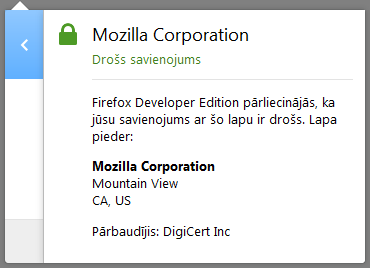 Mozilla Corporation
Drošs savienojums
Firefox Developer Edition pārliecinājās, ka
jūsu savienojums ar šo lapu ir drošs. Lapa
pieder:
Mozilla Corporation
Mountain View
CA, US
Pārbaudījis: DigiCert Inc